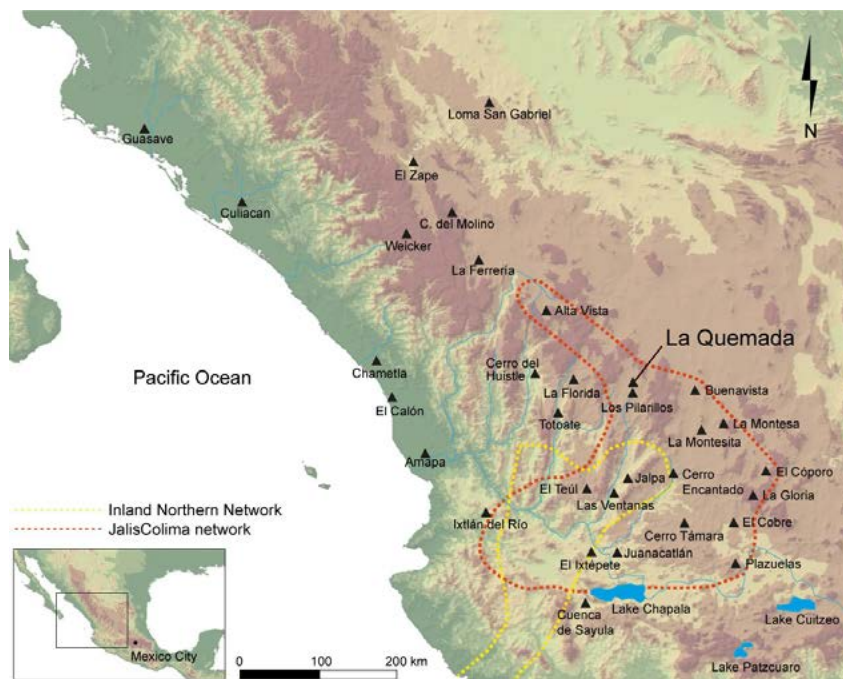 Loma San Gabriel
N
Guasave
El Zape
Culiacan
C. del Molino
Weicker
La Ferrería
Alta Vista
La Quemada
Pacific Ocean
Chametla
Cerro del
Huistle
La Florida
Los Pilarillos
Buenavista
El Calón
Totoate
La Montesa
La Montesita
Amapa
El Cóporo
Jalpa
Cerro
Encantado
El Teúl
Las Ventanas
La Gloria
Inland Northern Network
JalisColima network
Ixtlán del Río
Cerro Támara
El Cobre
El Ixtépete
Juanacatlán
Plazuelas
Cuenca
de Sayula
Lake Chapala
Lake Cuitzeo
Mexico City
Lake Patzcuaro
0
100
200 km